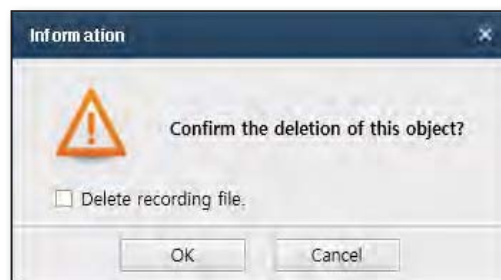 Information
Confirm the deletion of this object?
Delete recording file.
OK
Cancel